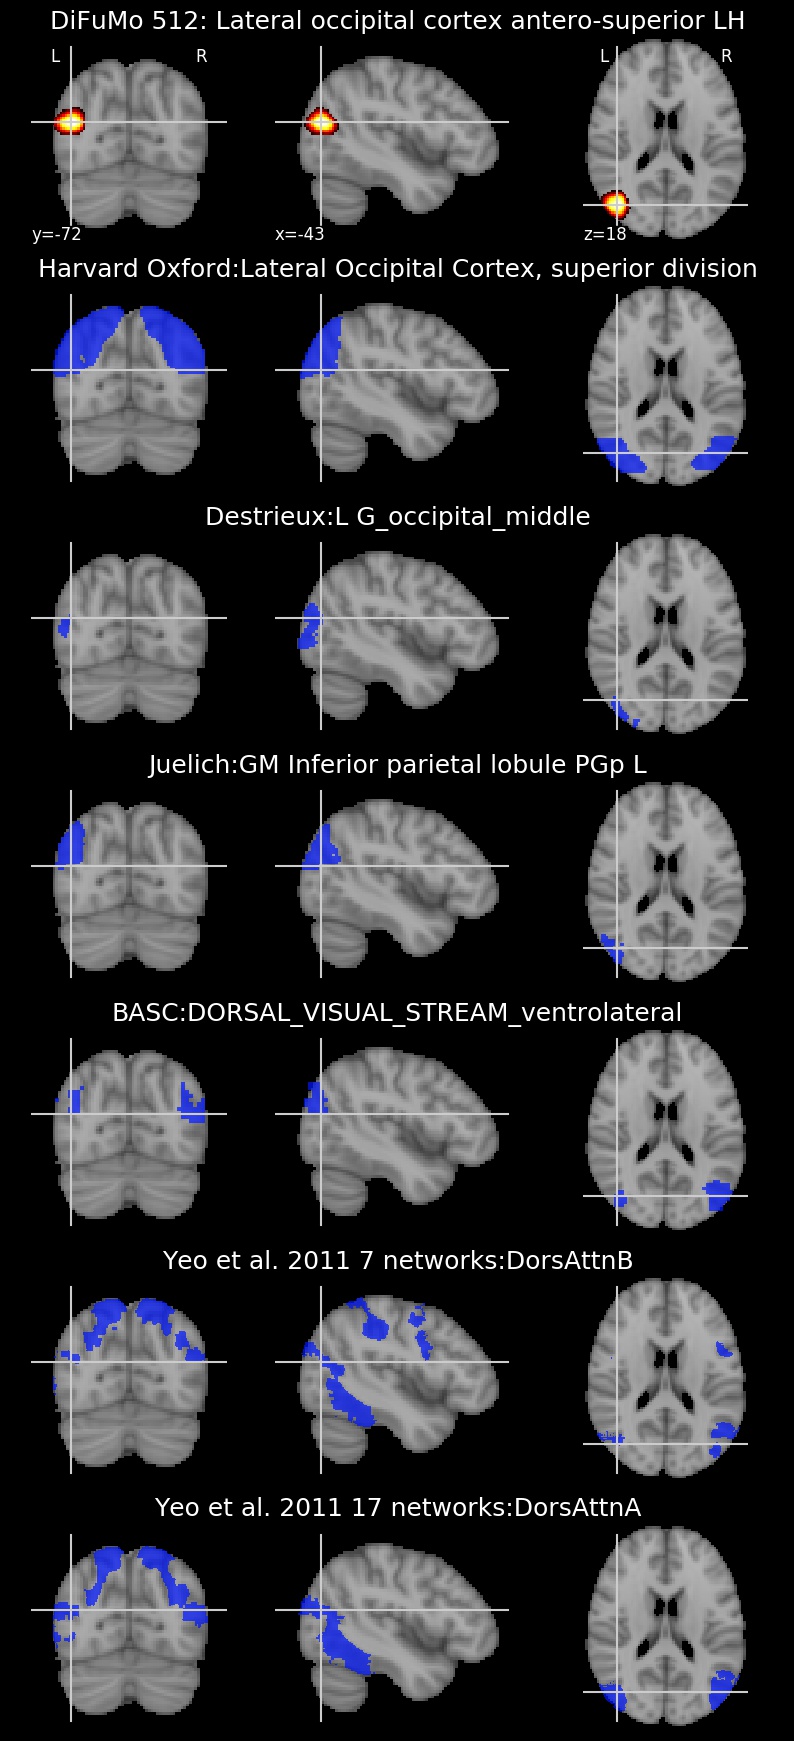 DiFuMo 512: Lateral occipital cortex antero-superior LH
L R L R
y=-72 x=-43 z=18
Harvard Oxford:Lateral Occipital Cortex, superior division
Destrieux:L G_occipital_middle
Juelich:GM Inferior parietal lobule PGp L
BASC:DORSAL_VISUAL_STREAM_ventrolateral
Yeo et al. 2011 7 networks:DorsAttnB
Yeo et al. 2011 17 networks:DorsAttnA